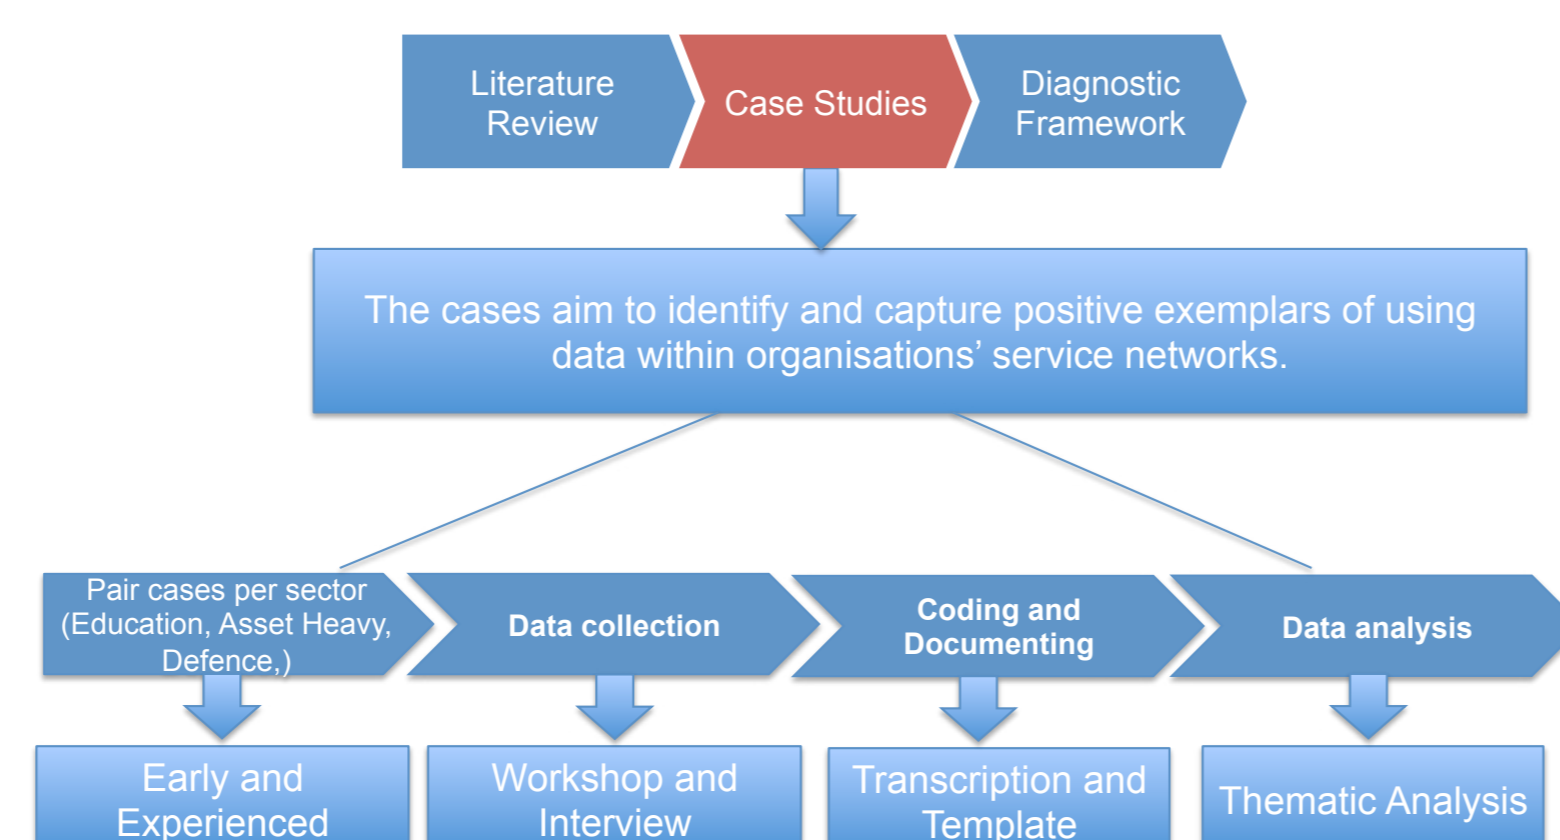 Literature
Review
Case Studies
Diagnostic
Framework
The cases aim to identify and capture positive exemplars of using
data within organisations’ service networks.
Pair cases per sector
(Education, Asset Heavy,
Defence,)
Data collection
Coding and
Documenting
Data analysis
Early and
Experienced
Workshop and
Interview
Transcription and
Template
Thematic Analysis